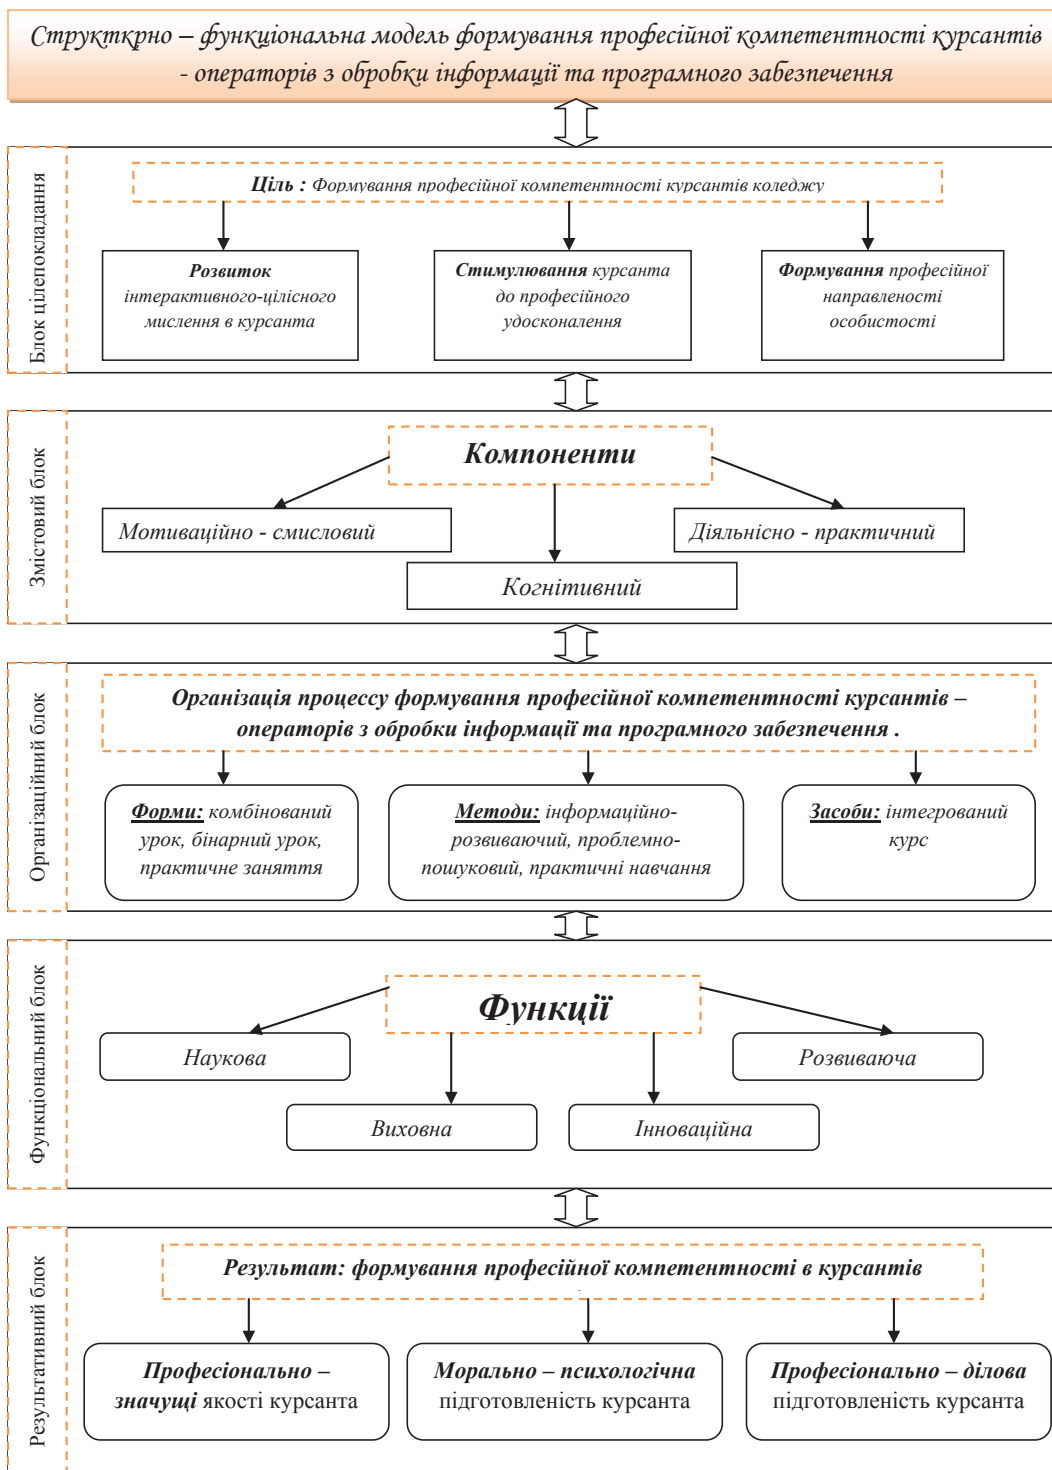 Структкрно – функціональна модель формування професійної компетентності курсантів
- операторів з обробки інформації та програмного забезпечення
Блок цілепокладання
Ціль : Формування професійної компетентності курсантів коледжу
Розвиток
інтерактивного-цілісного
мислення в курсанта
Стимулювання курсанта
до професійного
удосконалення
Формування професійної
направленості
особистості
Змістовий блок
Компоненти
Мотиваційно - смисловий
Діяльнісно - практичний
Когнітивний
Організаційний блок
Організація процессу формування професійної компетентності курсантів –
операторів з обробки інформації та програмного забезпечення .
Форми: комбінований
урок, бінарний урок,
практичне заняття
Методи: інформаційно-
розвиваючий, проблемно-
пошуковий, практичні навчання
Засоби: інтегрований
курс
Функціональний блок
Функції
Наукова
Розвиваюча
Виховна
Інноваційна
Результативний блок
Результат: формування професійної компетентності в курсантів
Професіонально –
значущі якості курсанта
Морально – психологічна
підготовленість курсанта
Професіонально – ділова
підготовленість курсанта